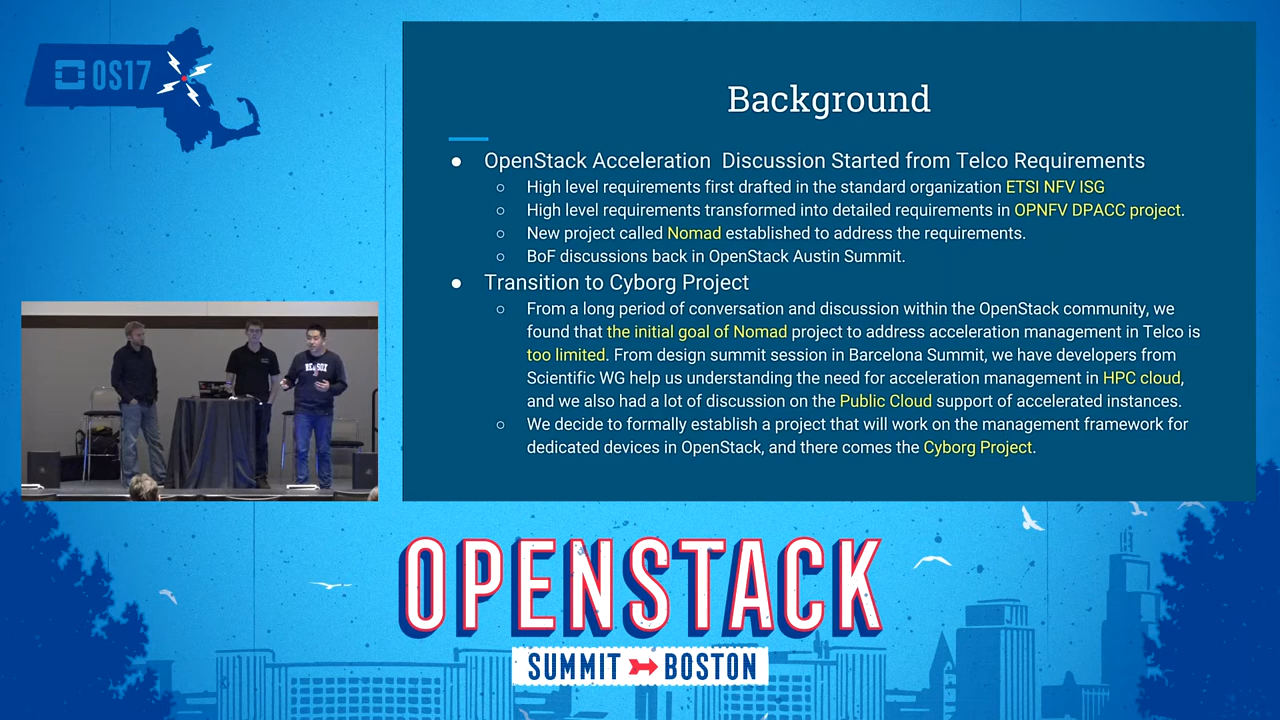 OS17
Background
● OpenStack Acceleration Discussion Started from Telco Requirements
○ High level requirements first drafted in the standard organization ETSI NFV ISG
○ High level requirements transformed into detailed requirements in OPNFV DPACC project.
○ New project called Nomad established to address the requirements.
○ BoF discussions back in OpenStack Austin Summit.
● Transition to Cyborg Project
○ From a long period of conversation and discussion within the OpenStack community, we
found that the initial goal of Nomad project to address acceleration management in Telco is
too limited. From design summit session in Barcelona Summit, we have developers from
Scientific WG help us understanding the need for acceleration management in HPC cloud,
and we also had a lot of discussion on the Public Cloud support of accelerated instances.
○ We decide to formally establish a project that will work on the management framework for
dedicated devices in OpenStack, and there comes the Cyborg Project.
OPENSTACK
SUMMIT BOSTON